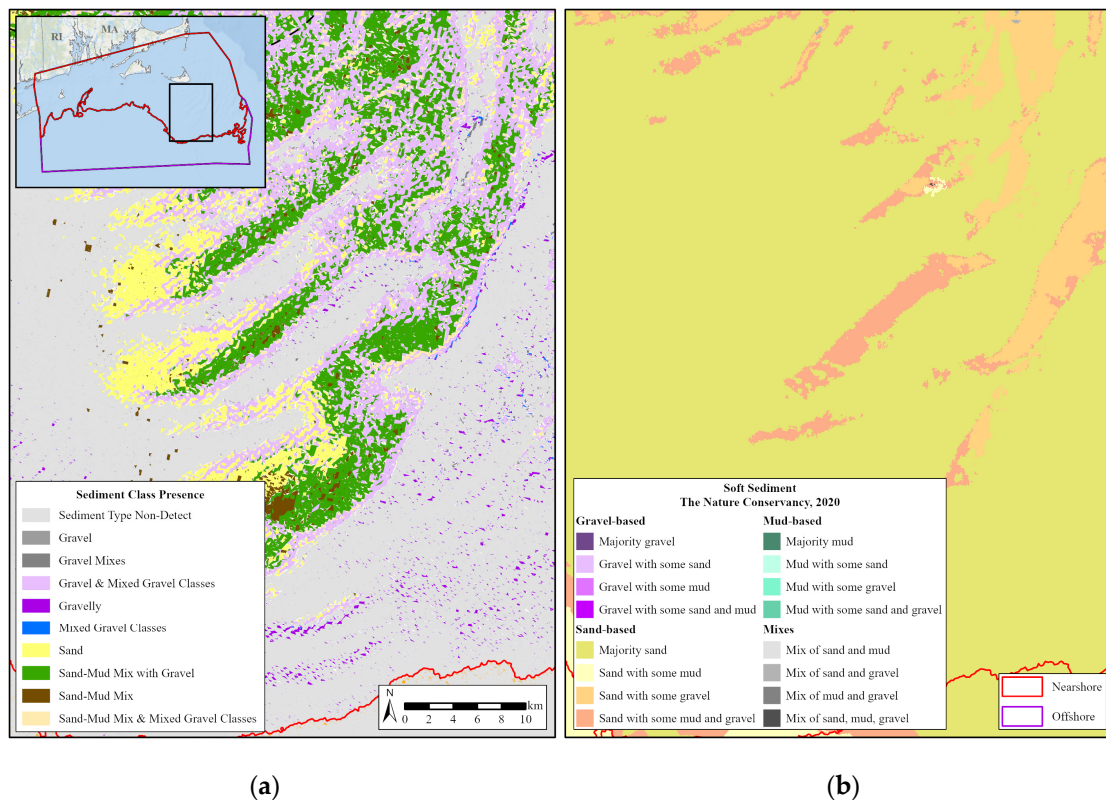 RI
MA
Sediment Class Presence
Sediment Type Non-Detect
Gravel
Gravel Mixes
Gravel & Mixed Gravel Classes
Gravelly
Mixed Gravel Classes
Sand
Sand-Mud Mix with Gravel
Sand-Mud Mix
Sand-Mud Mix & Mixed Gravel Classes
N
km
0 2 4 6 8 10
(a)
Soft Sediment
The Nature Conservancy, 2020
Gravel-based
Majority gravel
Gravel with some sand
Gravel with some mud
Gravel with some sand and mud
Sand-based
Majority sand
Sand with some mud
Sand with some gravel
Sand with some mud and gravel
Mud-based
Majority mud
Mud with some sand
Mud with some gravel
Mud with some sand and gravel
Mixes
Mix of sand and mud
Mix of sand and gravel
Mix of mud and gravel
Mix of sand, mud, gravel
Nearshore
Offshore
(b)